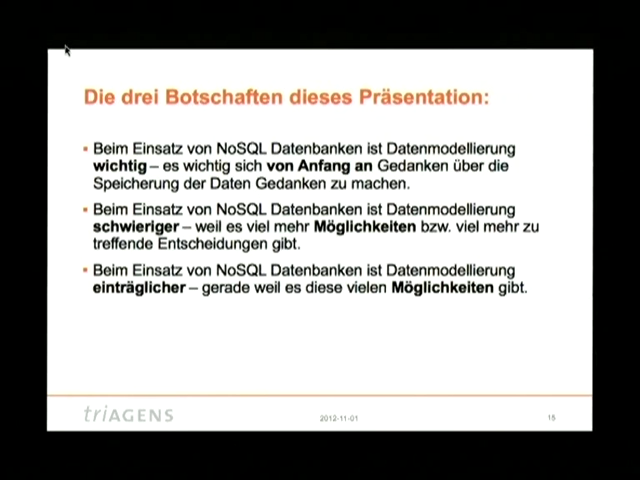 Die drei Botschaften dieses Präsentation:
Beim Einsatz von NoSQL Datenbanken ist Datenmodellierung
wichtig – es wichtig sich von Anfang an Gedanken über die
Speicherung der Daten Gedanken zu machen.
Beim Einsatz von NoSQL Datenbanken ist Datenmodellierung
schwieriger – weil es viel mehr Möglichkeiten bzw. viel mehr zu
treffende Entscheidungen gibt.
Beim Einsatz von NoSQL Datenbanken ist Datenmodellierung
einträglicher – gerade weil es diese vielen Möglichkeiten gibt.
triAGENS
2012-11-01
15